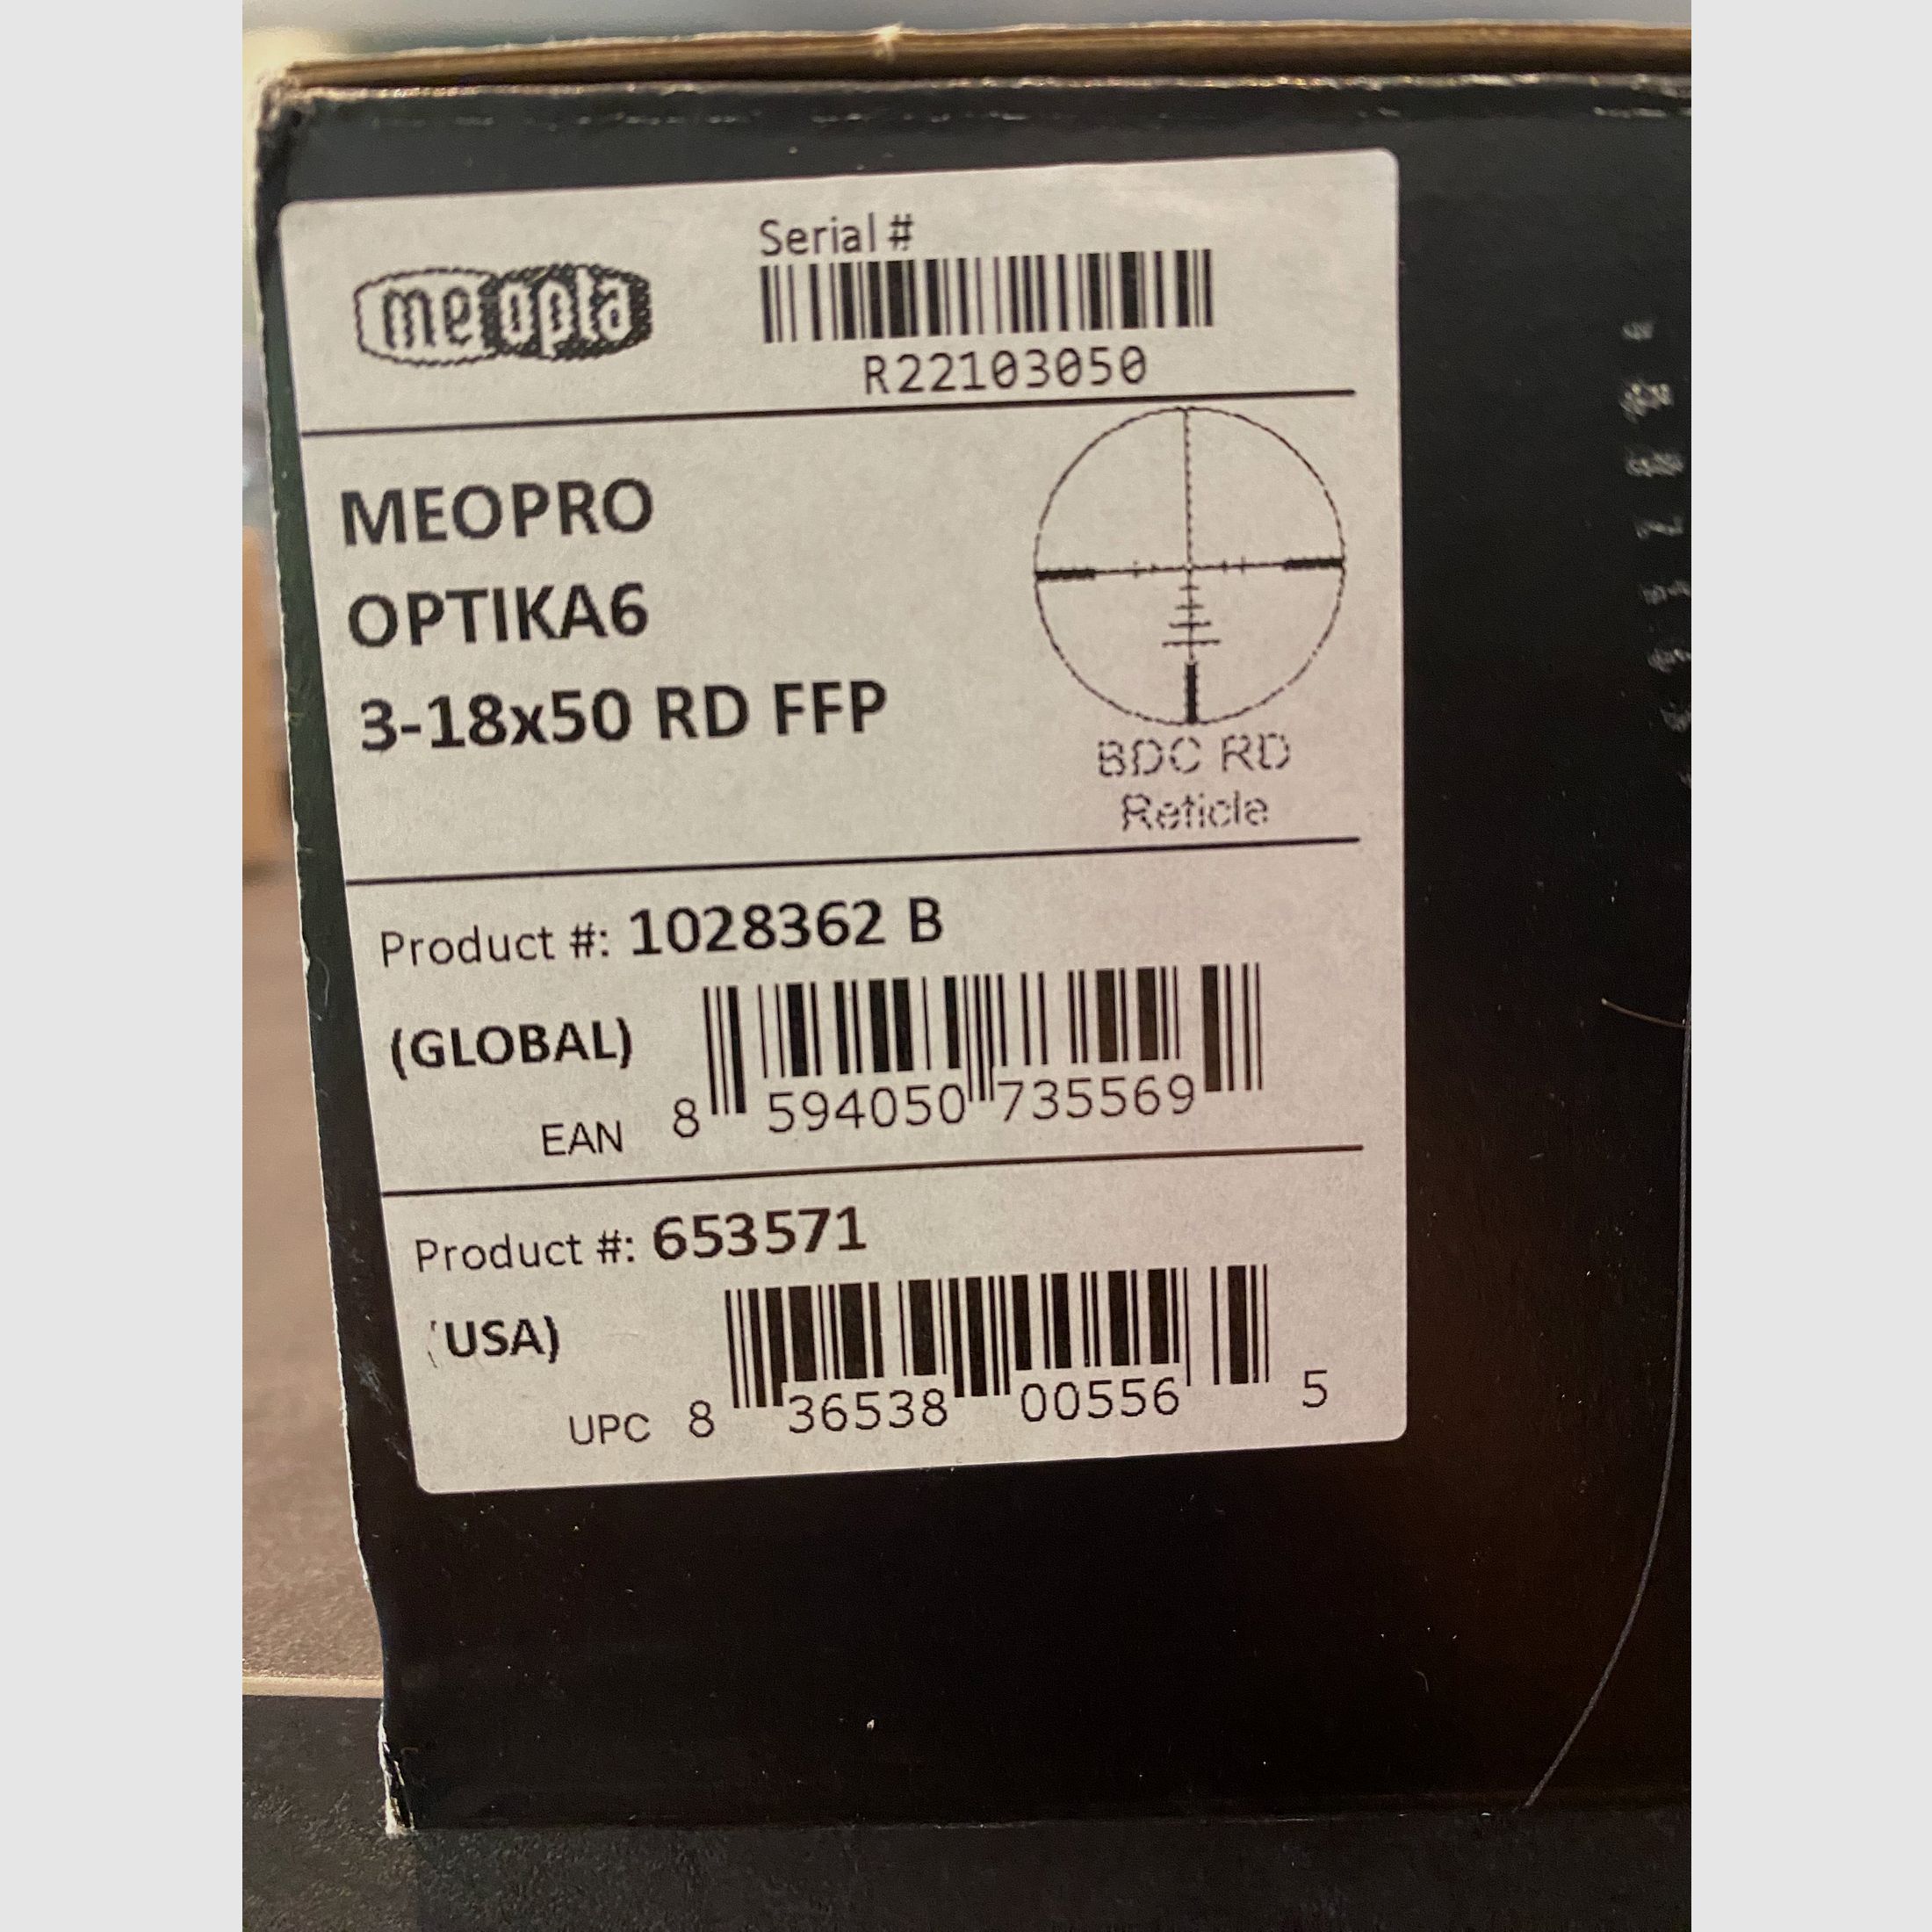 meopta
Serial #
R22103050
MEOPRO
OPTIKA6
3-18x50 RD FFP
BDC RD
Reticle
Product #: 1028362 B
(GLOBAL)
EAN 8 594050 735569
Product #: 653571
(USA)
UPC 8 36538 00556 5